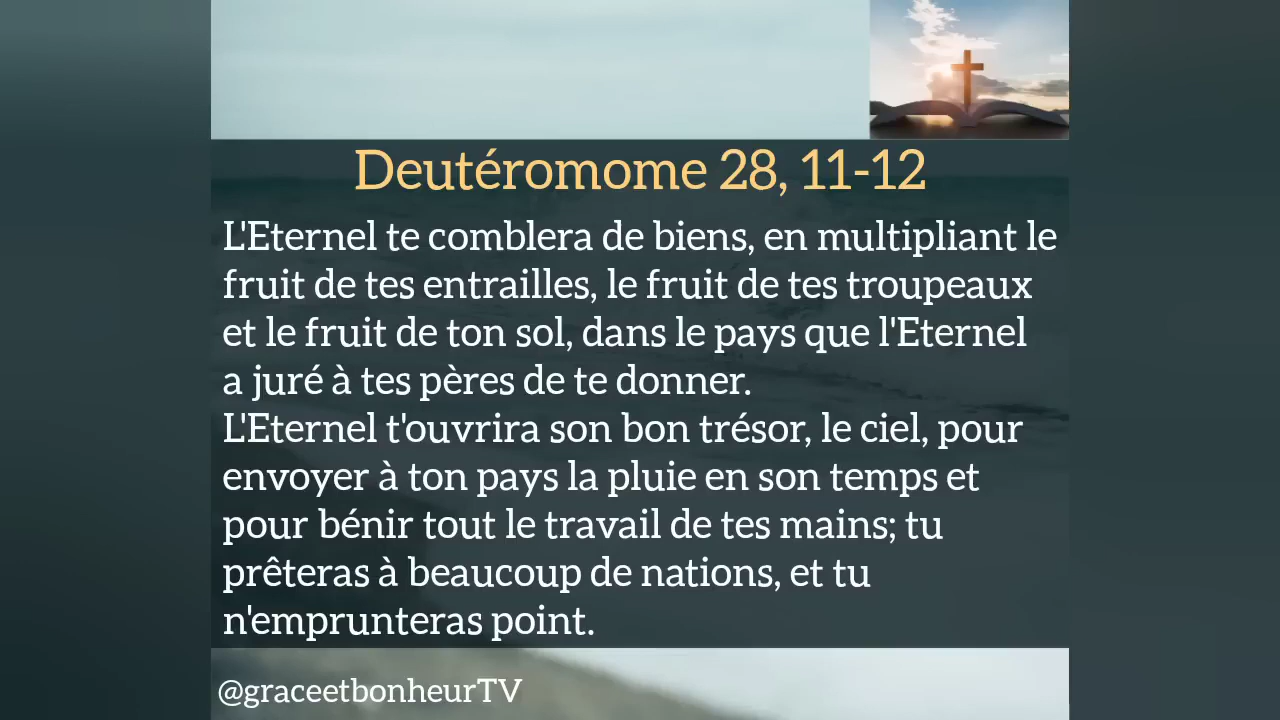 Deutéromome 28, 11-12
L'Eternel te comblera de biens, en multipliant le
fruit de tes entrailles, le fruit de tes troupeaux
et le fruit de ton sol, dans le pays que l'Eternel
a juré à tes pères de te donner.
L'Eternel t'ouvrira son bon trésor, le ciel, pour
envoyer à ton pays la pluie en son temps et
pour bénir tout le travail de tes mains; tu
prêteras à beaucoup de nations, et tu
n'emprunteras point.
@graceetbonheurTV